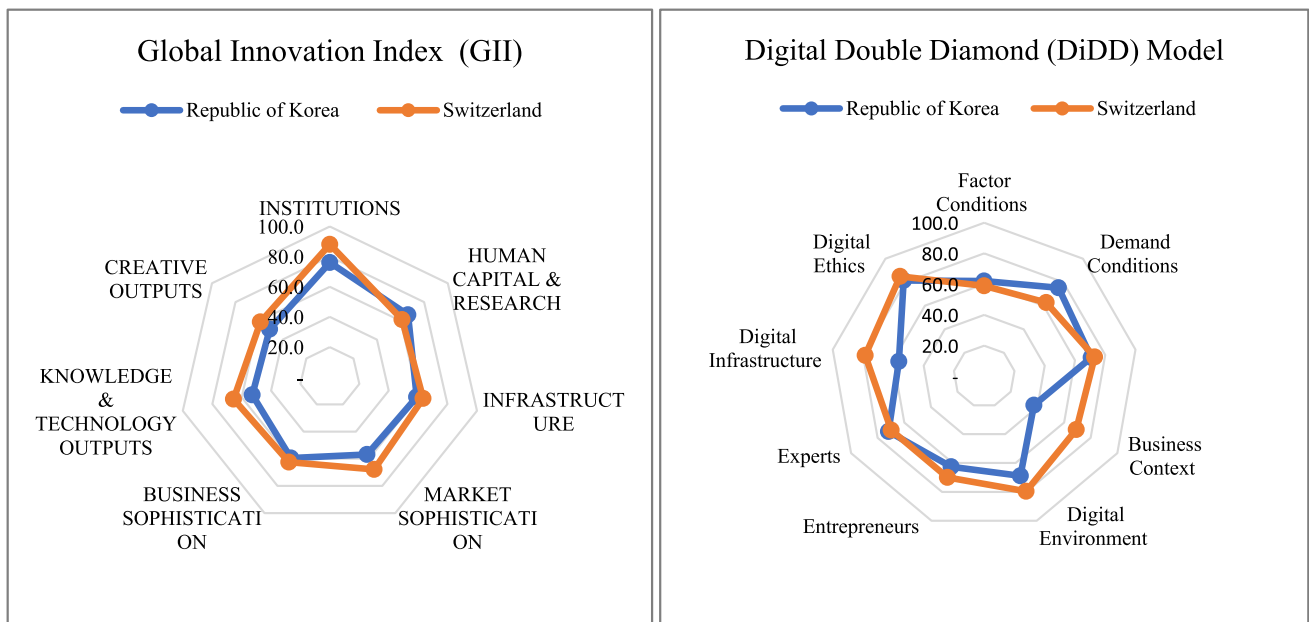 Global Innovation Index  (GII)
Republic of Korea
Switzerland
INSTITUTIONS
100.0
80.0
60.0
40.0
20.0
-
HUMAN
CAPITAL &
RESEARCH
INFRASTRUCT
URE
MARKET
SOPHISTICATI
ON
BUSINESS
SOPHISTICATI
ON
KNOWLEDGE
&
TECHNOLOGY
OUTPUTS
CREATIVE
OUTPUTS
Digital Double Diamond (DiDD) Model
Republic of Korea
Switzerland
Factor
Conditions
100.0
80.0
60.0
40.0
20.0
-
Demand
Conditions
Business
Context
Digital
Environment
Entrepreneurs
Experts
Digital
Infrastructure
Digital
Ethics